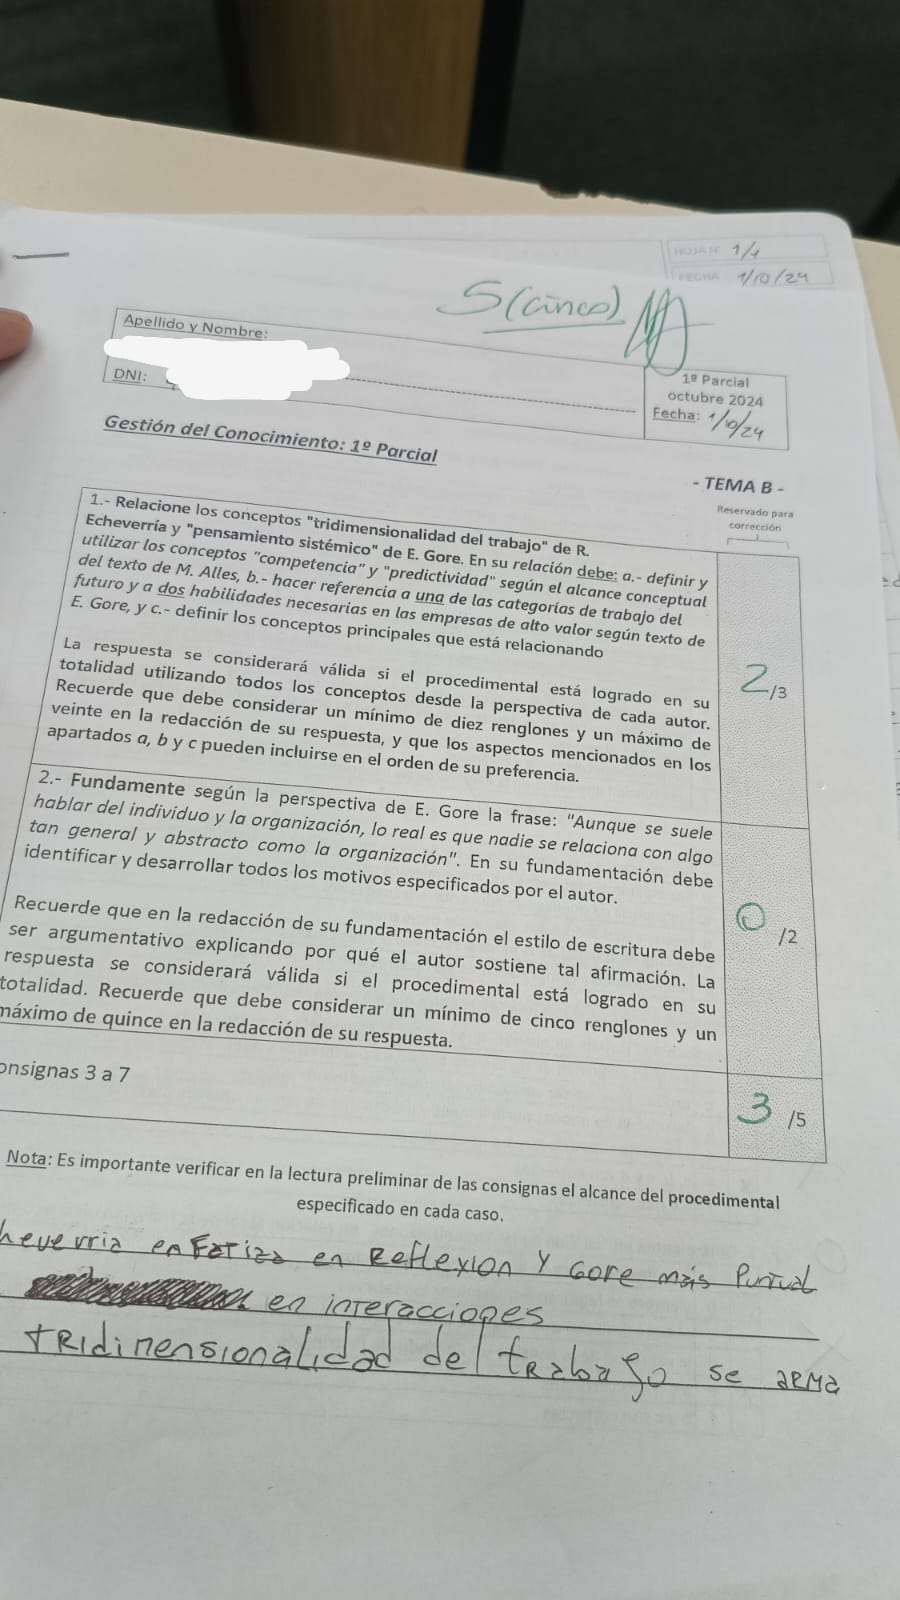 HOJA Nº 1/4
FECHA 1/10/24
5 (cinco)
Apellido y Nombre:
DNI:
1º Parcial
octubre 2024
Fecha: 1/10/24
Gestión del Conocimiento: 1º Parcial
- TEMA B -
Reservado para
corrección
1.- Relacione los conceptos "tridimensionalidad del trabajo" de R.
Echeverría y "pensamiento sistémico" de E. Gore. En su relación debe: a.- definir y
utilizar los conceptos "competencia" y "predictividad" según el alcance conceptual
del texto de M. Alles, b.- hacer referencia a una de las categorías de trabajo del
futuro y a dos habilidades necesarias en las empresas de alto valor según texto de
E. Gore, y c.- definir los conceptos principales que está relacionando
La respuesta se considerará válida si el procedimental está logrado en su
totalidad utilizando todos los conceptos desde la perspectiva de cada autor.
Recuerde que debe considerar un mínimo de diez renglones y un máximo de
veinte en la redacción de su respuesta, y que los aspectos mencionados en los
apartados a, b y c pueden incluirse en el orden de su preferencia.
2/3
2.- Fundamente según la perspectiva de E. Gore la frase: "Aunque se suele
hablar del individuo y la organización, lo real es que nadie se relaciona con algo
tan general y abstracto como la organización". En su fundamentación debe
identificar y desarrollar todos los motivos especificados por el autor.
Recuerde que en la redacción de su fundamentación el estilo de escritura debe
ser argumentativo explicando por qué el autor sostiene tal afirmación. La
respuesta se considerará válida si el procedimental está logrado en su
totalidad. Recuerde que debe considerar un mínimo de cinco renglones y un
máximo de quince en la redacción de su respuesta.
0/2
onsignas 3 a 7
3/5
Nota: Es importante verificar en la lectura preliminar de las consignas el alcance del procedimental
especificado en cada caso.
heverria enfatiza en Reflexion y Gore más Puntual
en interacciones
tridimensionalidad del trabajo se arma